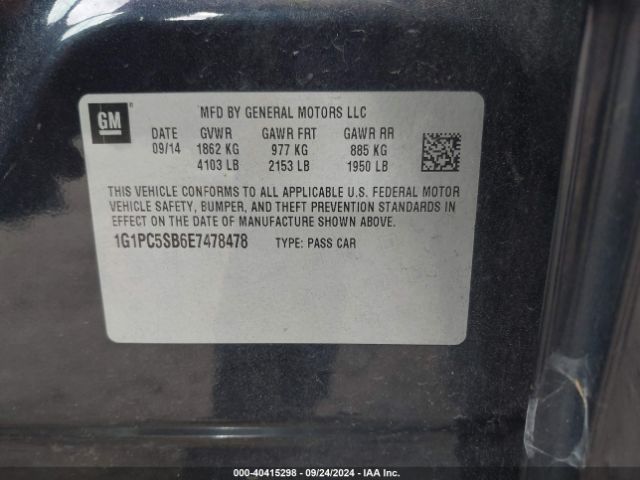 GM
MFD BY GENERAL MOTORS LLC
DATE GVWR GAWR FRT GAWR RR
09/14 1862 KG 977 KG 885 KG
4103 LB 2153 LB 1950 LB
THIS VEHICLE CONFORMS TO ALL APPLICABLE U.S. FEDERAL MOTOR
VEHICLE SAFETY, BUMPER, AND THEFT PREVENTION STANDARDS IN
EFFECT ON THE DATE OF MANUFACTURE SHOWN ABOVE.
1G1PC5SB6E7478478 TYPE: PASS CAR
000-40415298 - 09/24/2024 - IAA Inc.